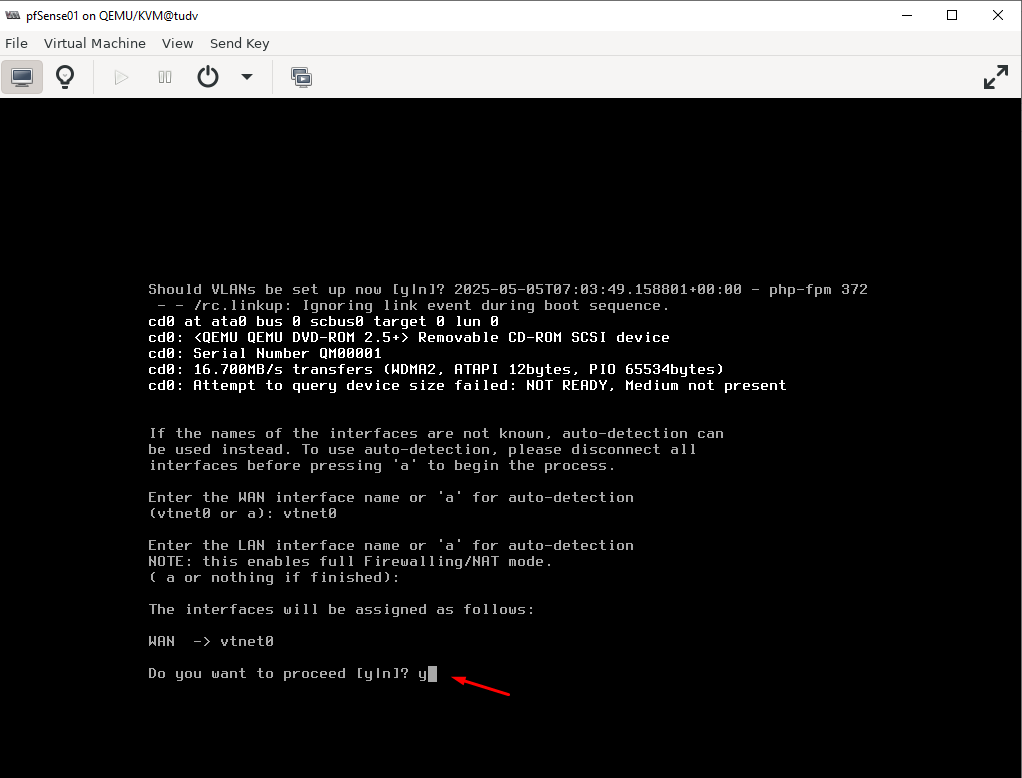 pfSense01 on QEMU/KVM@tudv
File Virtual Machine View Send Key
Should VLANs be set up now [y|n]? 2025-05-05T07:03:49.158801+00:00 - php-fpm 372
- - /rc.linkup: Ignoring link event during boot sequence.
cd0 at ata0 bus 0 scbus0 target 0 lun 0
cd0: <QEMU QEMU DVD-ROM 2.5+> Removable CD-ROM SCSI device
cd0: Serial Number QM00001
cd0: 16.700MB/s transfers (WDMA2, ATAPI 12bytes, PIO 65534bytes)
cd0: Attempt to query device size failed: NOT READY, Medium not present
If the names of the interfaces are not known, auto-detection can
be used instead. To use auto-detection, please disconnect all
interfaces before pressing 'a' to begin the process.
Enter the WAN interface name or 'a' for auto-detection
(vtnet0 or a): vtnet0
Enter the LAN interface name or 'a' for auto-detection
NOTE: this enables full Firewalling/NAT mode.
( a or nothing if finished):
The interfaces will be assigned as follows:
WAN  -> vtnet0
Do you want to proceed [y|n]? y